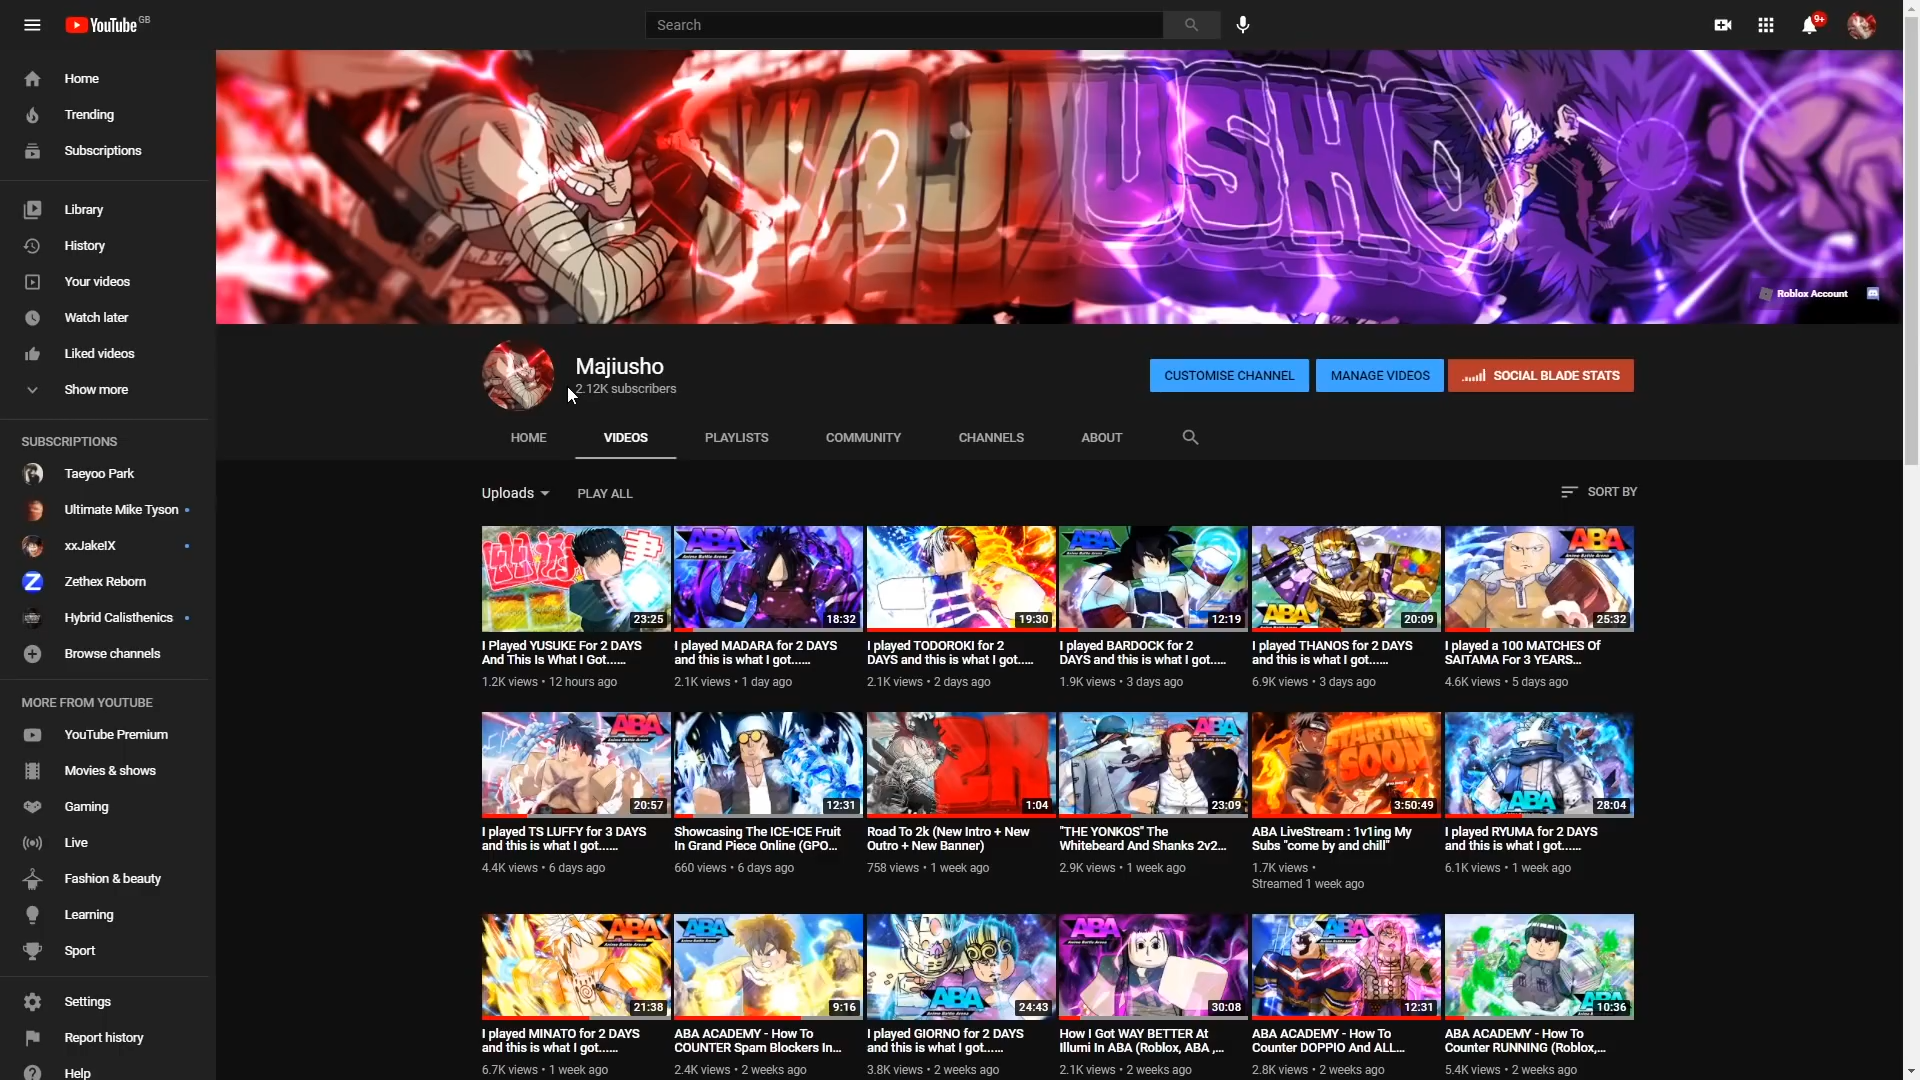 YouTube GB
Search
9+
Home
Trending
Subscriptions
Library
History
Your videos
Watch later
Liked videos
Show more
SUBSCRIPTIONS
Taeyoo Park
Ultimate Mike Tyson
xxJakeIX
Zethex Reborn
Hybrid Calisthenics
Browse channels
MORE FROM YOUTUBE
YouTube Premium
Movies & shows
Gaming
Live
Fashion & beauty
Learning
Sport
Settings
Report history
Help
MAJIUSHO
Roblox Account
Majiusho
2.12K subscribers
CUSTOMISE CHANNEL
MANAGE VIDEOS
SOCIAL BLADE STATS
HOME
VIDEOS
PLAYLISTS
COMMUNITY
CHANNELS
ABOUT
Uploads
PLAY ALL
SORT BY
23:25
I Played YUSUKE For 2 DAYS
And This Is What I Got......
1.2K views • 12 hours ago
ABA
18:32
I played MADARA for 2 DAYS
and this is what I got......
2.1K views • 1 day ago
19:30
I played TODOROKI for 2
DAYS and this is what I got......
2.1K views • 2 days ago
ABA
12:19
I played BARDOCK for 2
DAYS and this is what I got......
1.9K views • 3 days ago
ABA
20:09
I played THANOS for 2 DAYS
and this is what I got......
6.9K views • 3 days ago
ABA
25:32
I played a 100 MATCHES Of
SAITAMA For 3 YEARS...
4.6K views • 5 days ago
ABA
20:57
I played TS LUFFY for 3 DAYS
and this is what I got......
4.4K views • 6 days ago
12:31
Showcasing The ICE-ICE Fruit
In Grand Piece Online (GPO...
660 views • 6 days ago
2K
1:04
Road To 2k (New Intro + New
Outro + New Banner)
758 views • 1 week ago
ABA
23:09
"THE YONKOS" The
Whitebeard And Shanks 2v2...
2.9K views • 1 week ago
STARTING
SOON
3:50:49
ABA LiveStream : 1v1ing My
Subs "come by and chill"
1.7K views •
Streamed 1 week ago
ABA
28:04
I played RYUMA for 2 DAYS
and this is what I got......
6.1K views • 1 week ago
ABA
21:38
I played MINATO for 2 DAYS
and this is what I got......
6.7K views • 1 week ago
ABA
9:16
ABA ACADEMY - How To
COUNTER Spam Blockers In...
2.4K views • 2 weeks ago
ABA
24:43
I played GIORNO for 2 DAYS
and this is what I got......
3.8K views • 2 weeks ago
ABA
30:08
How I Got WAY BETTER At
Illumi In ABA (Roblox, ABA ,...
2.1K views • 2 weeks ago
ABA
12:31
ABA ACADEMY - How To
Counter DOPPIO And ALL...
2.8K views • 2 weeks ago
ABA
10:36
ABA ACADEMY - How To
Counter RUNNING (Roblox,...
5.4K views • 2 weeks ago